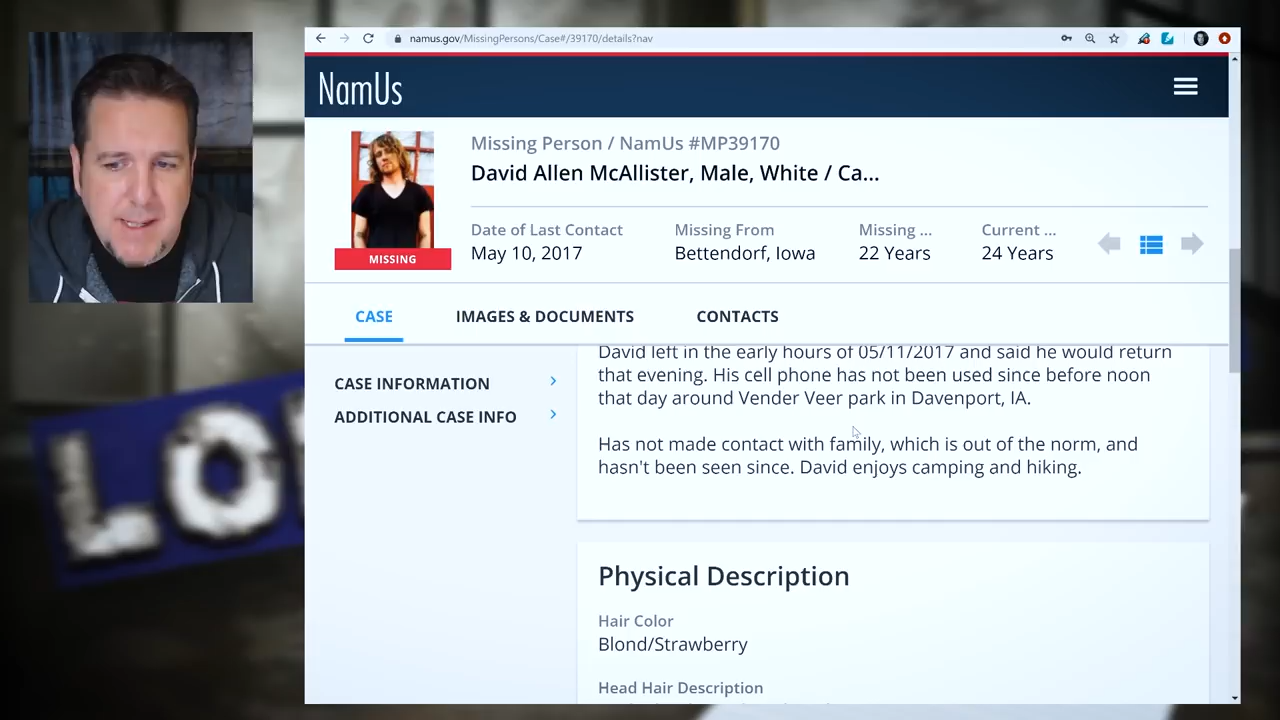 namus.gov/MissingPersons/Case#/39170/details?nav
NamUs
Missing Person / NamUs #MP39170
David Allen McAllister, Male, White / Ca...
MISSING
Date of Last Contact
May 10, 2017
Missing From
Bettendorf, Iowa
Missing ...
22 Years
Current ...
24 Years
CASE
IMAGES & DOCUMENTS
CONTACTS
CASE INFORMATION
ADDITIONAL CASE INFO
David left in the early hours of 05/11/2017 and said he would return
that evening. His cell phone has not been used since before noon
that day around Vender Veer park in Davenport, IA.
Has not made contact with family, which is out of the norm, and
hasn't been seen since. David enjoys camping and hiking.
Physical Description
Hair Color
Blond/Strawberry
Head Hair Description